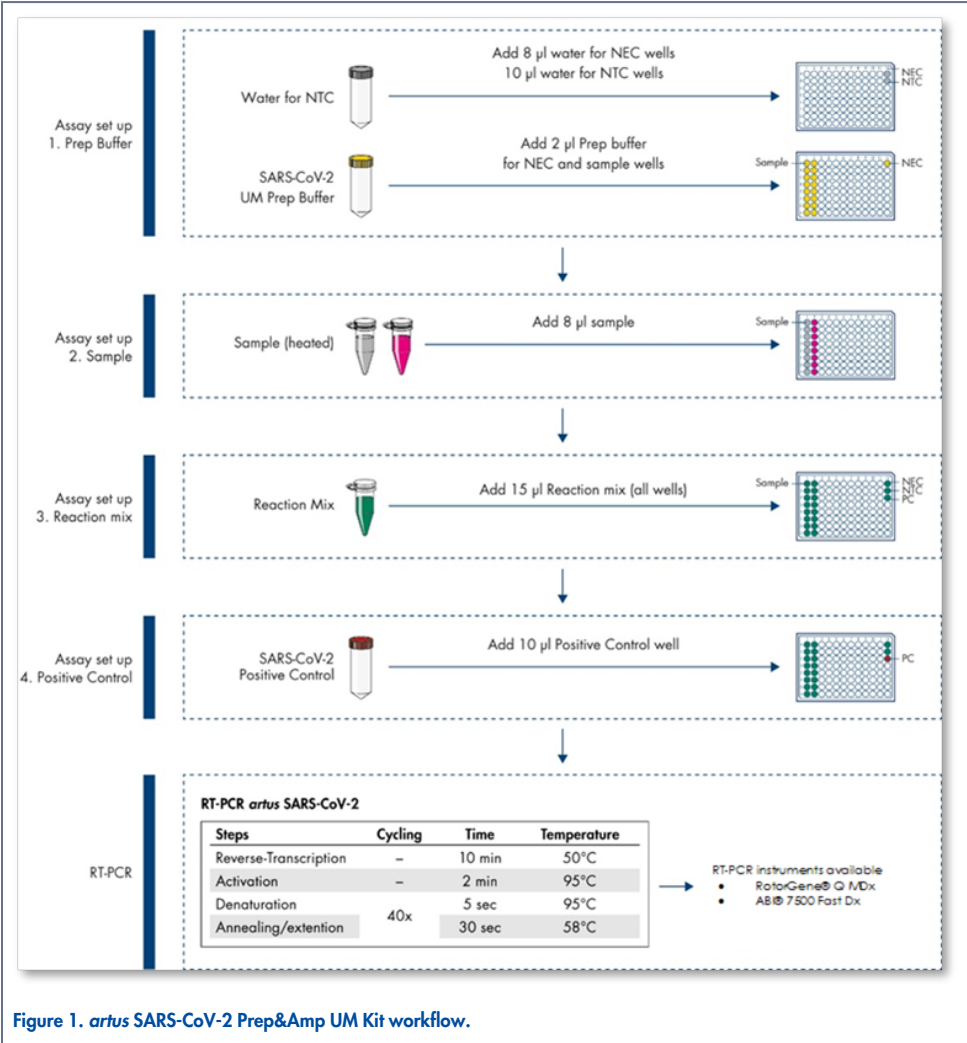 Assay set up
1. Prep Buffer
Water for NTC
Add 8 µl water for NEC wells
10 µl water for NTC wells
NEC
NTC
SARS-CoV-2
UM Prep Buffer
Add 2 µl Prep buffer
for NEC and sample wells
Sample
NEC
Assay set up
2. Sample
Sample (heated)
Add 8 µl sample
Sample
Assay set up
3. Reaction mix
Reaction Mix
Add 15 µl Reaction mix (all wells)
Sample
NEC
NTC
PC
Assay set up
4. Positive Control
SARS-CoV-2
Positive Control
Add 10 µl Positive Control well
PC
RT-PCR
RT-PCR artus SARS-CoV-2
Steps Cycling Time Temperature
Reverse-Transcription – 10 min 50°C
Activation – 2 min 95°C
Denaturation 5 sec 95°C
40x
Annealing/extention 30 sec 58°C
RT-PCR instruments available
• RotorGene® Q MDx
• ABI® 7500 Fast Dx
Figure 1. artus SARS-CoV-2 Prep&Amp UM Kit workflow.